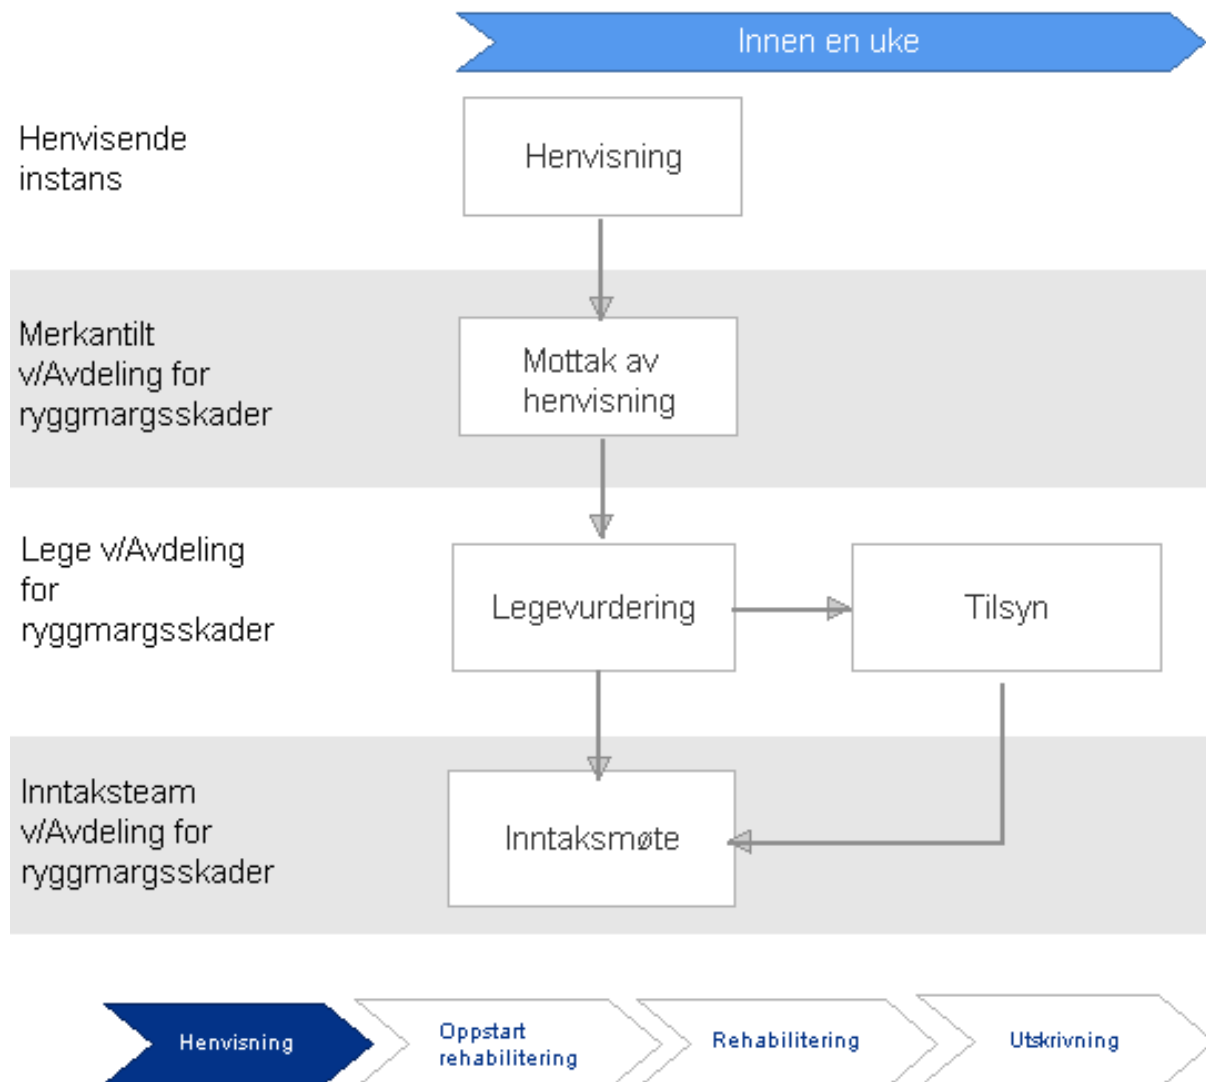 Innen en uke
Henvisende
instans
Henvisning
Merkantilt
v/Avdeling for
ryggmargsskader
Mottak av
henvisning
Lege v/Avdeling
for
ryggmargsskader
Legevurdering
Tilsyn
Inntaksteam
v/Avdeling for
ryggmargsskader
Inntaksmøte
Henvisning
Oppstart
rehabilitering
Rehabilitering
Utskrivning